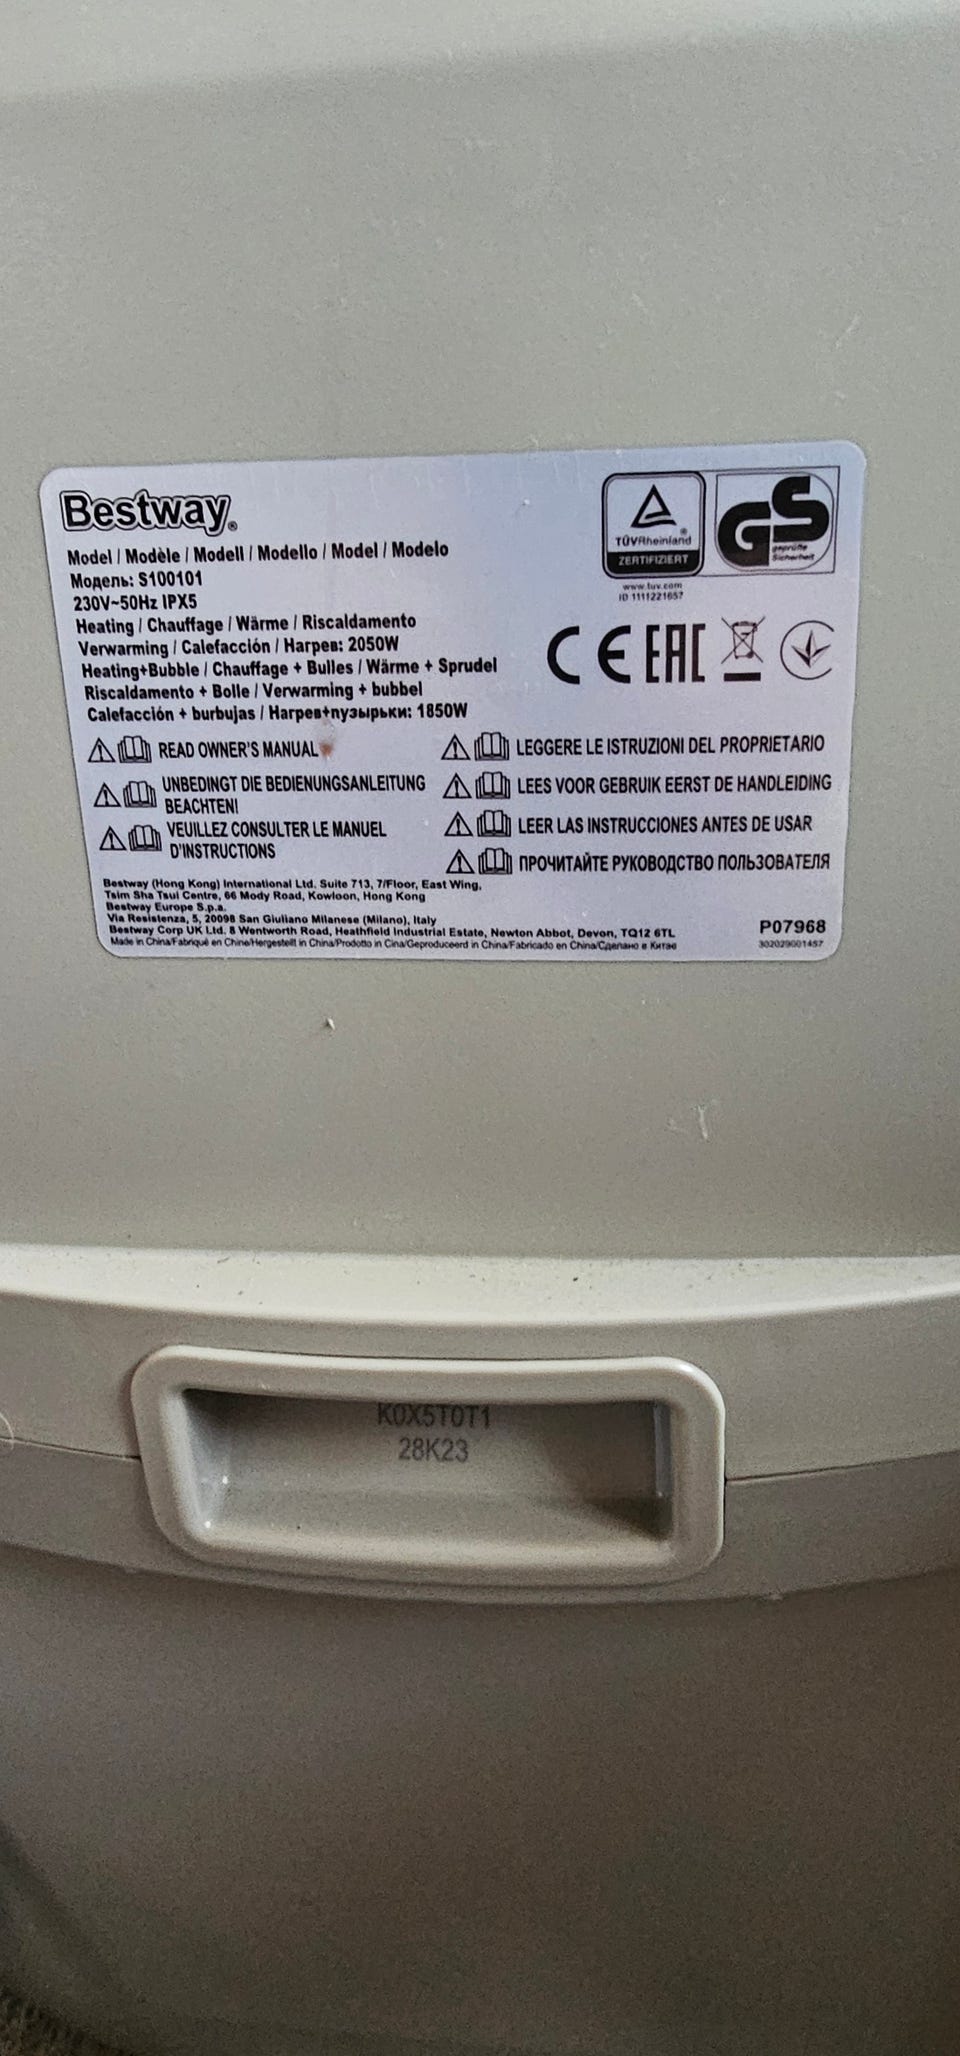 Bestway®
Model / Modèle / Modell / Modello / Model / Modelo
Модель: S100101
230V~50Hz IPX5
Heating / Chauffage / Wärme / Riscaldamento
Verwarming / Calefacción / Нагрев: 2050W
Heating+Bubble / Chauffage + Bulles / Wärme + Sprudel
Riscaldamento + Bolle / Verwarming + bubbel
Calefacción + burbujas / Нагрев+пузырьки: 1850W
TÜVRheinland®
ZERTIFIZIERT
GS
geprüfte
Sicherheit
www.tuv.com
ID 1111221657
CE EAC
READ OWNER'S MANUAL
UNBEDINGT DIE BEDIENUNGSANLEITUNG
BEACHTEN!
VEUILLEZ CONSULTER LE MANUEL
D'INSTRUCTIONS
LEGGERE LE ISTRUZIONI DEL PROPRIETARIO
LEES VOOR GEBRUIK EERST DE HANDLEIDING
LEER LAS INSTRUCCIONES ANTES DE USAR
ПРОЧИТАЙТЕ РУКОВОДСТВО ПОЛЬЗОВАТЕЛЯ
Bestway (Hong Kong) International Ltd. Suite 713, 7/Floor, East Wing,
Tsim Sha Tsui Centre, 66 Mody Road, Kowloon, Hong Kong
Bestway Europe S.p.a.
Via Resistenza, 5, 20098 San Giuliano Milanese (Milano), Italy
Bestway Corp UK Ltd. 8 Wentworth Road, Heathfield Industrial Estate, Newton Abbot, Devon, TQ12 6TL
Made in China/Fabriqué en Chine/Hergestellt in China/Prodotto in Cina/Geproduceerd in China/Fabricado en China/Сделано в Китае
P07968
302029001457
K0X5T0T1
28K23